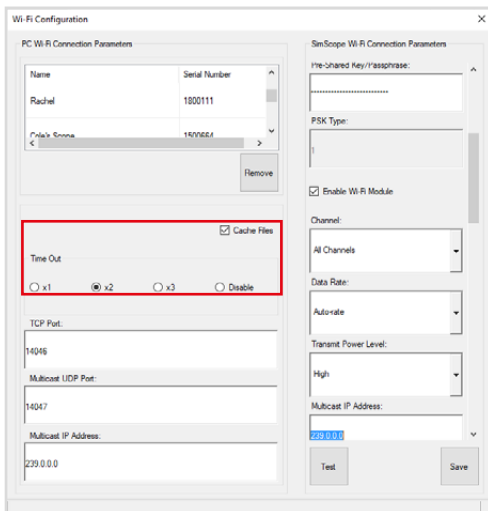 Wi-Fi Configuration
PC Wi-Fi Connection Parameters
Name Serial Number
Rachel 1800111
Cole's Scope 1500664
Remove
Cache Files
Time Out
x1 x2 x3 Disable
TCP Port:
14046
Multicast UDP Port:
14047
Multicast IP Address:
239.0.0.0
SimScope Wi-Fi Connection Parameters
Pre-Shared Key/Passphrase:
PSK Type:
1
Enable Wi-Fi Module
Channel:
All Channels
Data Rate:
Auto-rate
Transmit Power Level:
High
Multicast IP Address:
239.0.0.0
Test Save